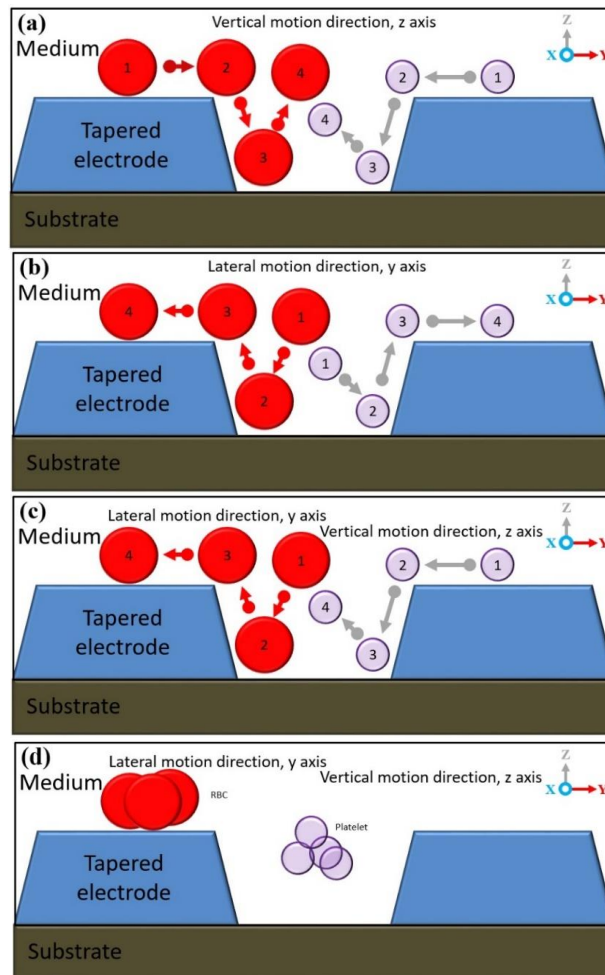 (a)
Vertical motion direction, z axis
Medium
1
2
4
2
1
4
3
3
Z
X
Y
Tapered
electrode
Substrate
(b)
Lateral motion direction, y axis
Medium
4
3
1
3
4
1
2
2
Z
X
Y
Tapered
electrode
Substrate
(c)
Lateral motion direction, y axis
Vertical motion direction, z axis
Medium
4
3
1
2
1
4
2
3
Z
X
Y
Tapered
electrode
Substrate
(d)
Lateral motion direction, y axis
Vertical motion direction, z axis
Medium
RBC
Platelet
Z
X
Y
Tapered
electrode
Substrate